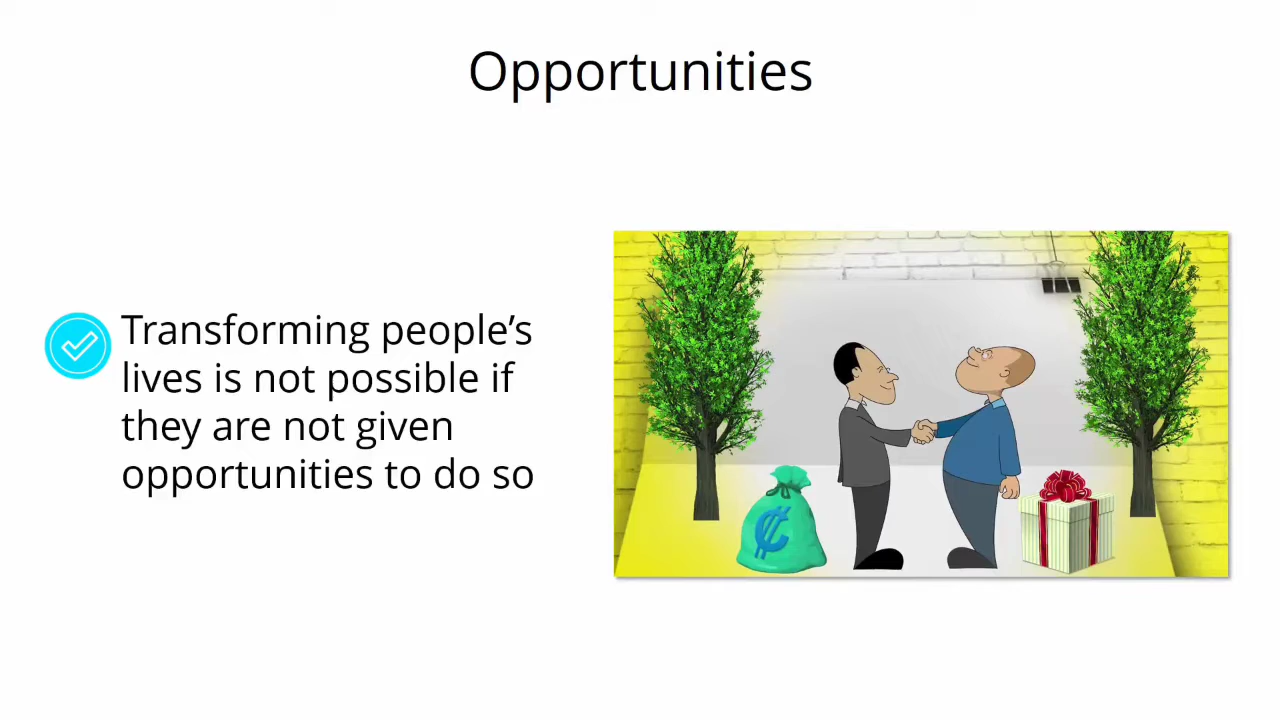 Opportunities
Transforming people’s
lives is not possible if
they are not given
opportunities to do so
₡